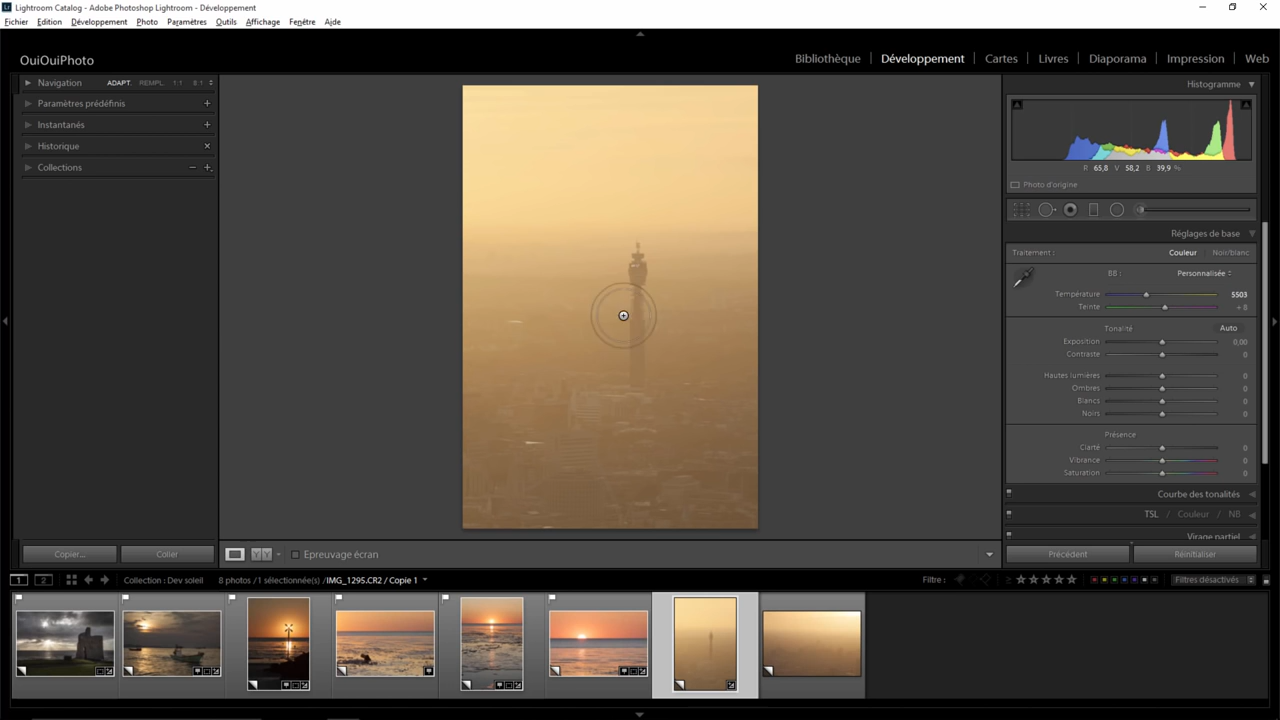 Lightroom Catalog - Adobe Photoshop Lightroom - Développement
Fichier Edition Développement Photo Paramètres Outils Affichage Fenêtre Aide
OuiOuiPhoto
Bibliothèque | Développement | Cartes | Livres | Diaporama | Impression | Web
Navigation ADAPT. REMPL. 1:1 8:1
Paramètres prédéfinis +
Instantanés +
Historique ×
Collections − +
Histogramme
R 65,8 V 58,2 B 39,9 %
Photo d'origine
Réglages de base
Traitement : Couleur Noir/blanc
BB : Personnalisée
Température 5503
Teinte + 8
Tonalité Auto
Exposition 0,00
Contraste 0
Hautes lumières 0
Ombres 0
Blancs 0
Noirs 0
Présence
Clarté 0
Vibrance 0
Saturation 0
Courbe des tonalités
TSL / Couleur / NB
Virage partiel
Copier... Coller
Y Y
Epreuvage écran
Précédent Réinitialiser
1 2
Collection : Dev soleil 8 photos /1 sélectionnée(s) /IMG_1295.CR2 / Copie 1
Filtre : Filtres désactivés